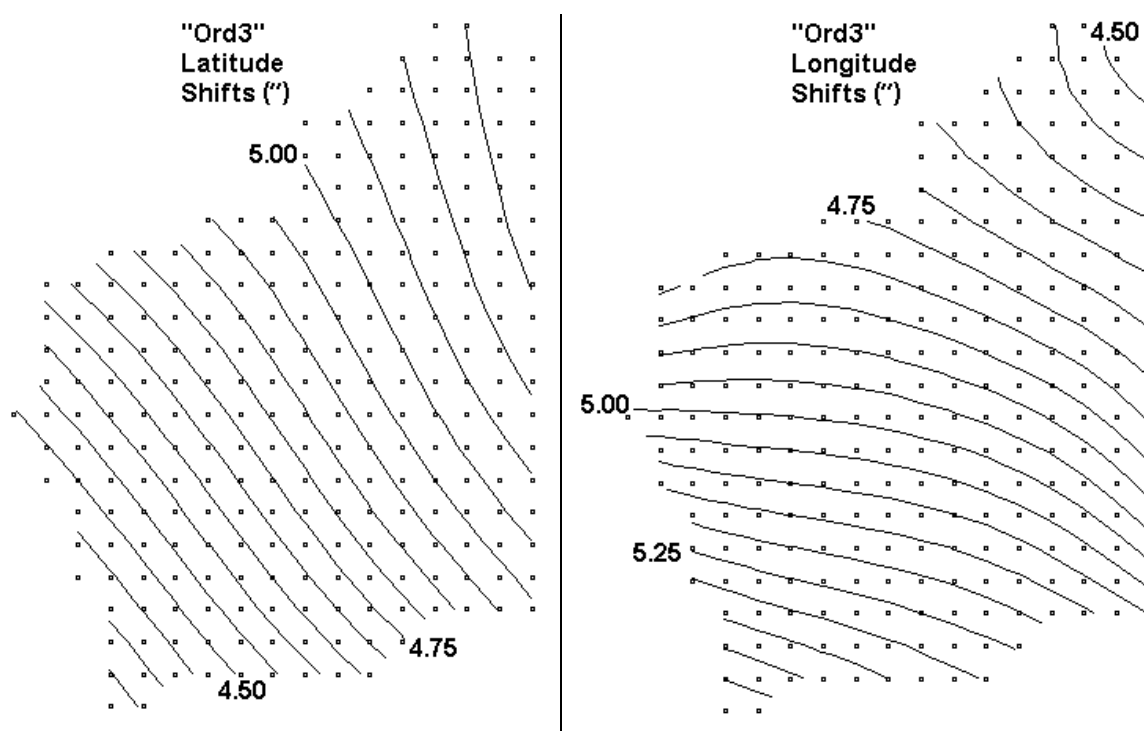 "Ord3"
Latitude
Shifts (″)
5.00
4.75
4.50
"Ord3"
Longitude
Shifts (″)
4.50
4.75
5.00
5.25